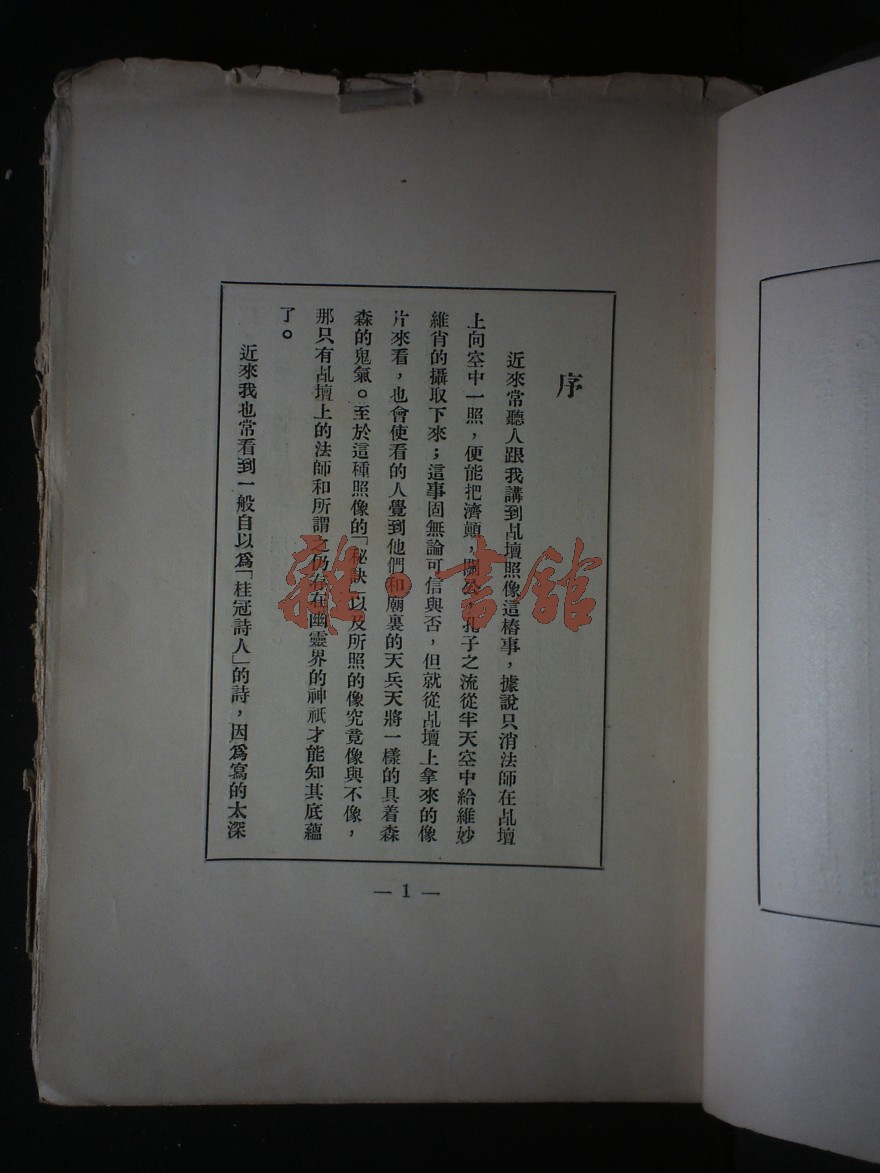 序
近來常聽人跟我講到乩壇照像這樁事，據說只消法師在乩壇
上向空中一照，便能把濟顛，關公，孔子之流從半天空中給維妙
維肖的攝取下來；這事固無論可信與否，但就從乩壇上拿來的像
片來看，也會使看的人覺到他們和廟裏的天兵天將一樣的具着森
森的鬼氣。至於這種照像的「秘訣」以及所照的像究竟像與不像，
那只有乩壇上的法師和所謂之仍存在幽靈界的神祇才能知其底蘊
了。
近來我也常看到一般自以爲「桂冠詩人」的詩，因爲寫的太深
— 1 —
雜·書館